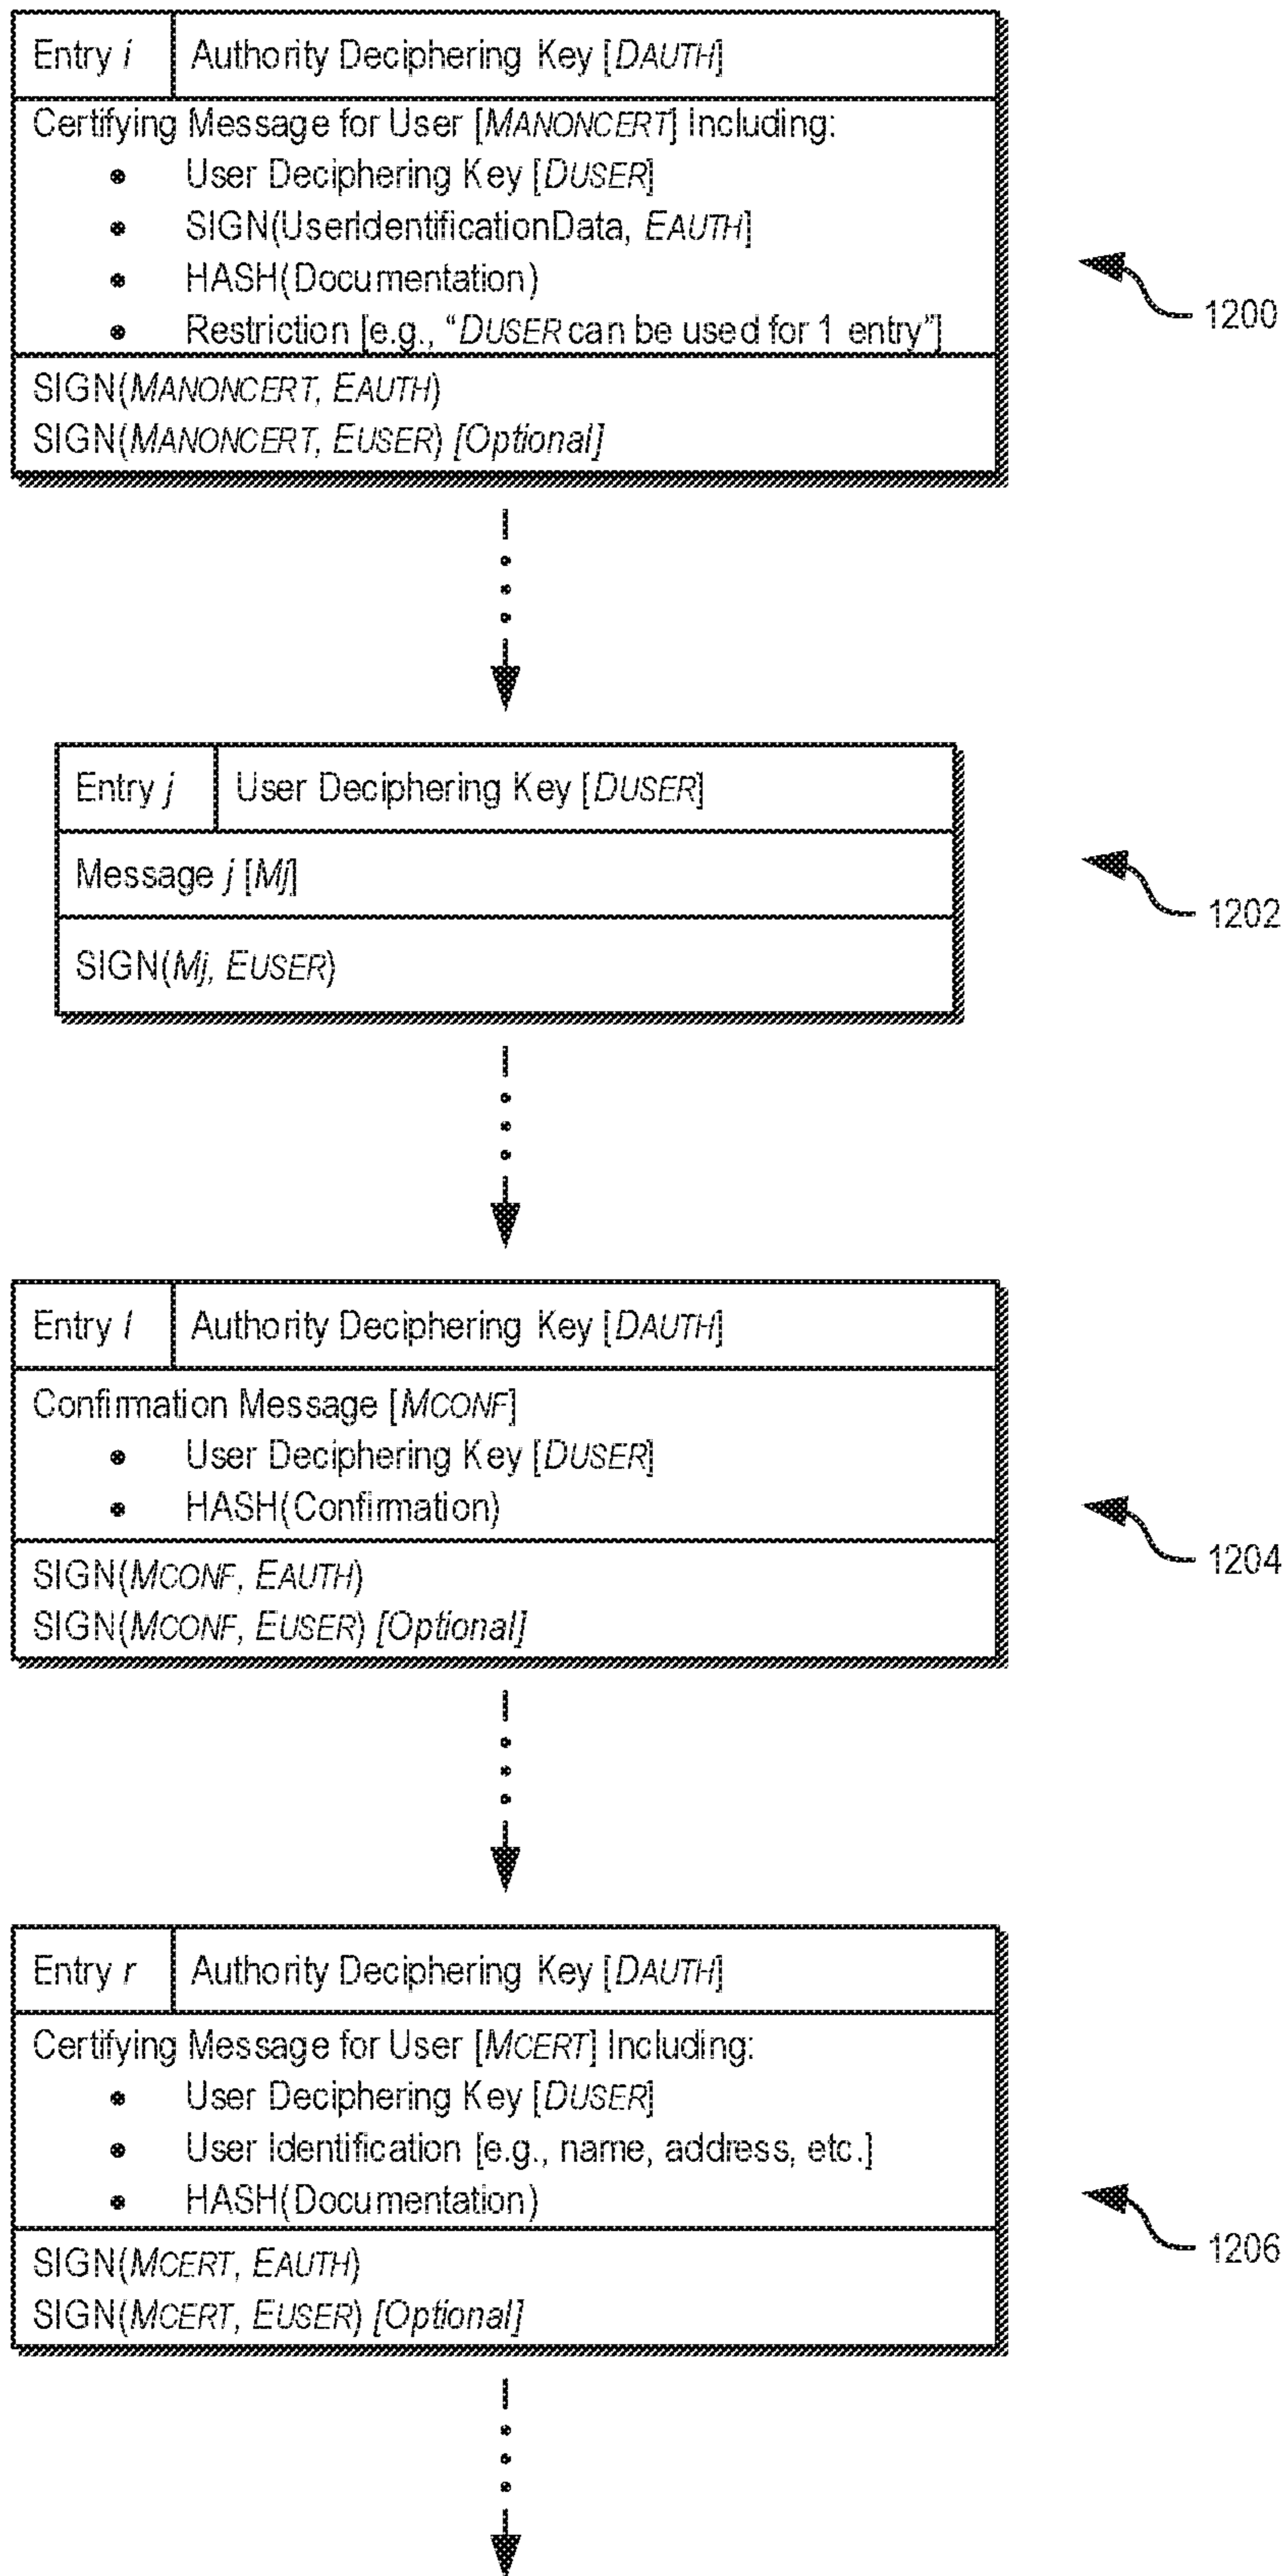 Entry i Authority Deciphering Key [DAUTH]
Certifying Message for User [MANONCERT] Including:
• User Deciphering Key [DUSER]
• SIGN(UserIdentificationData, EAUTH]
• HASH(Documentation)
• Restriction [e.g., “DUSER can be used for 1 entry”]
1200
SIGN(MANONCERT, EAUTH)
SIGN(MANONCERT, EUSER) [Optional]
Entry j User Deciphering Key [DUSER]
Message j [Mj]
1202
SIGN(Mj, EUSER)
Entry l Authority Deciphering Key [DAUTH]
Confirmation Message [MCONF]
• User Deciphering Key [DUSER]
• HASH(Confirmation)
1204
SIGN(MCONF, EAUTH)
SIGN(MCONF, EUSER) [Optional]
Entry r Authority Deciphering Key [DAUTH]
Certifying Message for User [MCERT] Including:
• User Deciphering Key [DUSER]
• User Identification [e.g., name, address, etc.]
• HASH(Documentation)
1206
SIGN(MCERT, EAUTH)
SIGN(MCERT, EUSER) [Optional]